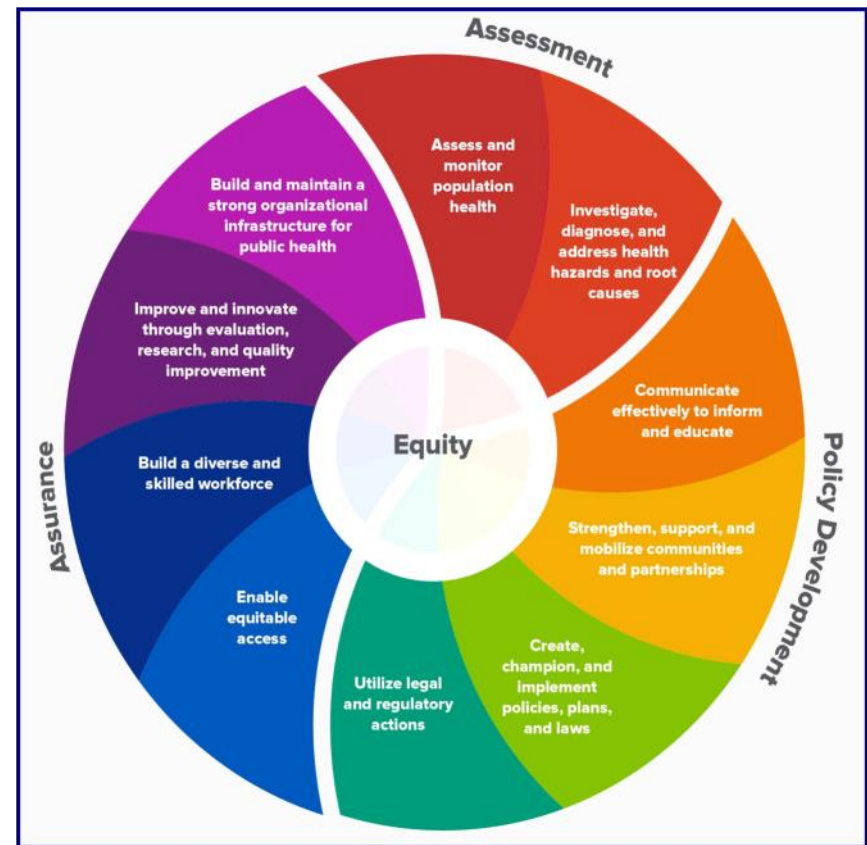 Assessment
Assess and
monitor
population
health
Investigate,
diagnose, and
address health
hazards and root
causes
Communicate
effectively to inform
and educate
Strengthen, support, and
mobilize communities
and partnerships
Create,
champion, and
implement
policies, plans,
and laws
Utilize legal
and regulatory
actions
Policy Development
Enable
equitable
access
Build a diverse and
skilled workforce
Improve and innovate
through evaluation,
research, and quality
improvement
Build and maintain a
strong organizational
infrastructure for
public health
Assurance
Equity